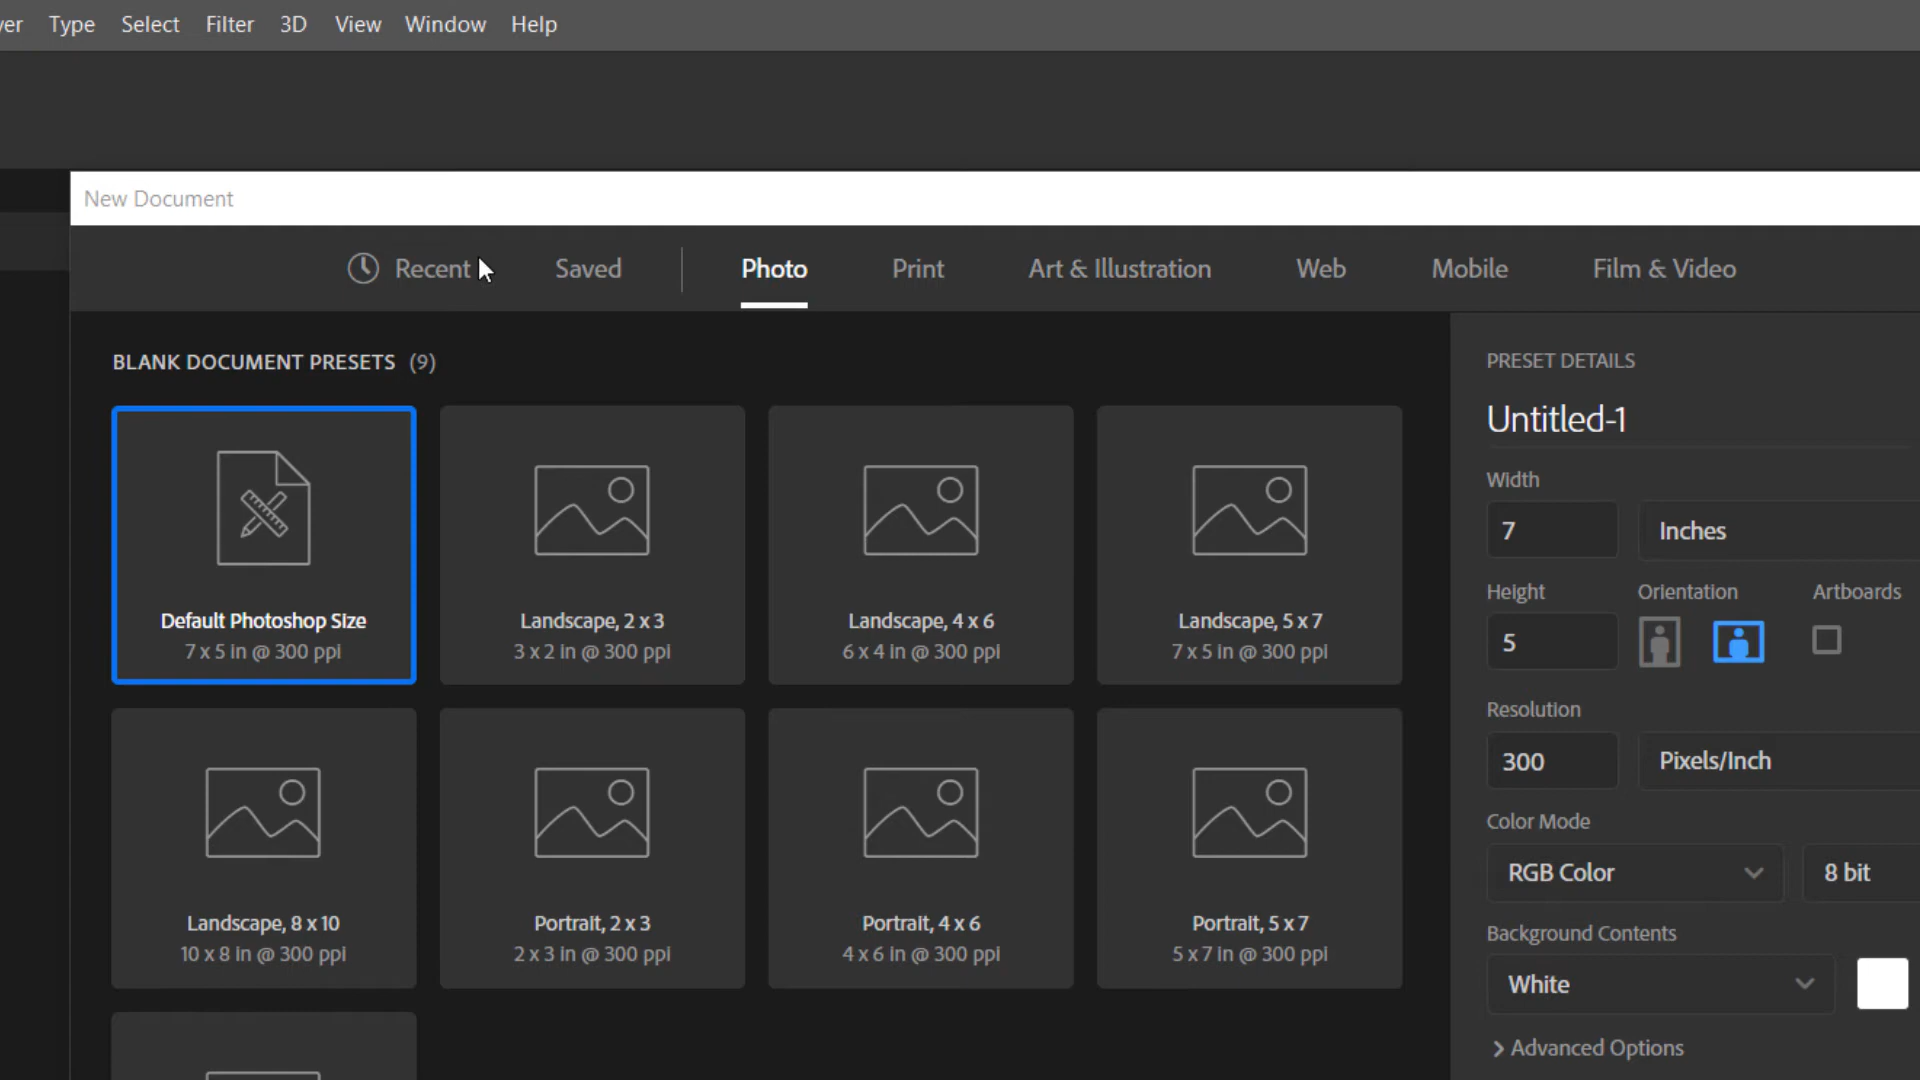 yer Type Select Filter 3D View Window Help
New Document
Recent Saved Photo Print Art & Illustration Web Mobile Film & Video
BLANK DOCUMENT PRESETS (9)
Default Photoshop Size
7 x 5 in @ 300 ppi
Landscape, 2 x 3
3 x 2 in @ 300 ppi
Landscape, 4 x 6
6 x 4 in @ 300 ppi
Landscape, 5 x 7
7 x 5 in @ 300 ppi
Landscape, 8 x 10
10 x 8 in @ 300 ppi
Portrait, 2 x 3
2 x 3 in @ 300 ppi
Portrait, 4 x 6
4 x 6 in @ 300 ppi
Portrait, 5 x 7
5 x 7 in @ 300 ppi
PRESET DETAILS
Untitled-1
Width
7 Inches
Height Orientation Artboards
5
Resolution
300 Pixels/Inch
Color Mode
RGB Color 8 bit
Background Contents
White
Advanced Options